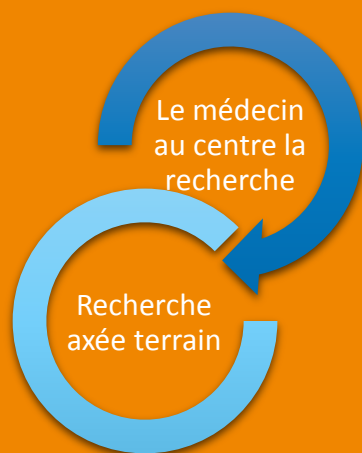 Le médecin
au centre la
recherche
Recherche
axée terrain